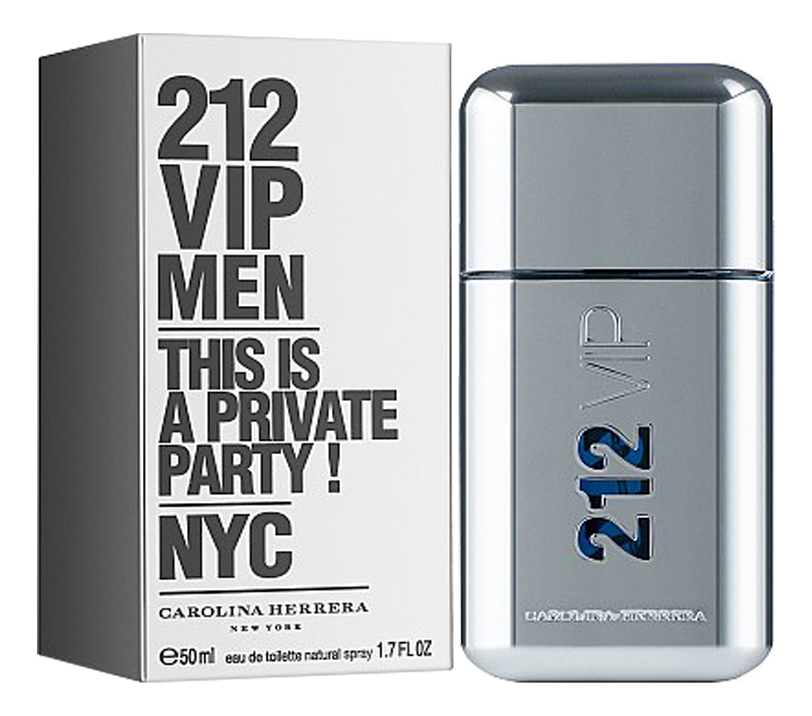 212
VIP
MEN
THIS IS
A PRIVATE
PARTY !
NYC
CAROLINA HERRERA
NEW YORK
℮50ml eau de toilette natural spray 1.7 FL OZ
212 VIP
CAROLINA HERRERA